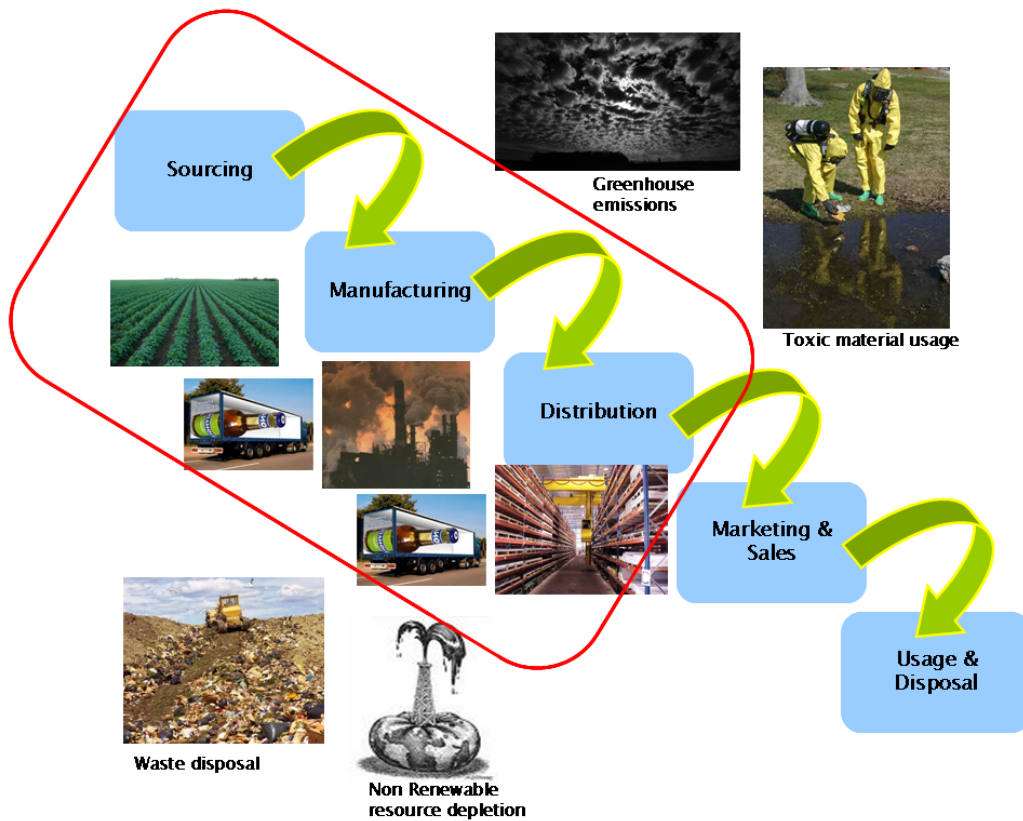 Sourcing
Greenhouse
emissions
Manufacturing
Toxic material usage
Distribution
Marketing &
Sales
Usage &
Disposal
Waste disposal
Non Renewable
resource depletion